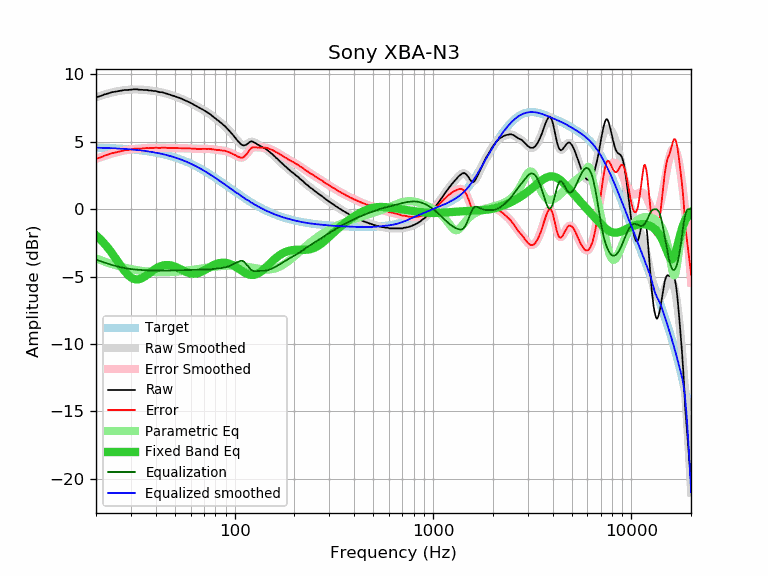 Sony XBA-N3
10
5
0
−5
−10
−15
−20
Amplitude (dBr)
Target
Raw Smoothed
Error Smoothed
Raw
Error
Parametric Eq
Fixed Band Eq
Equalization
Equalized smoothed
100 1000 10000
Frequency (Hz)